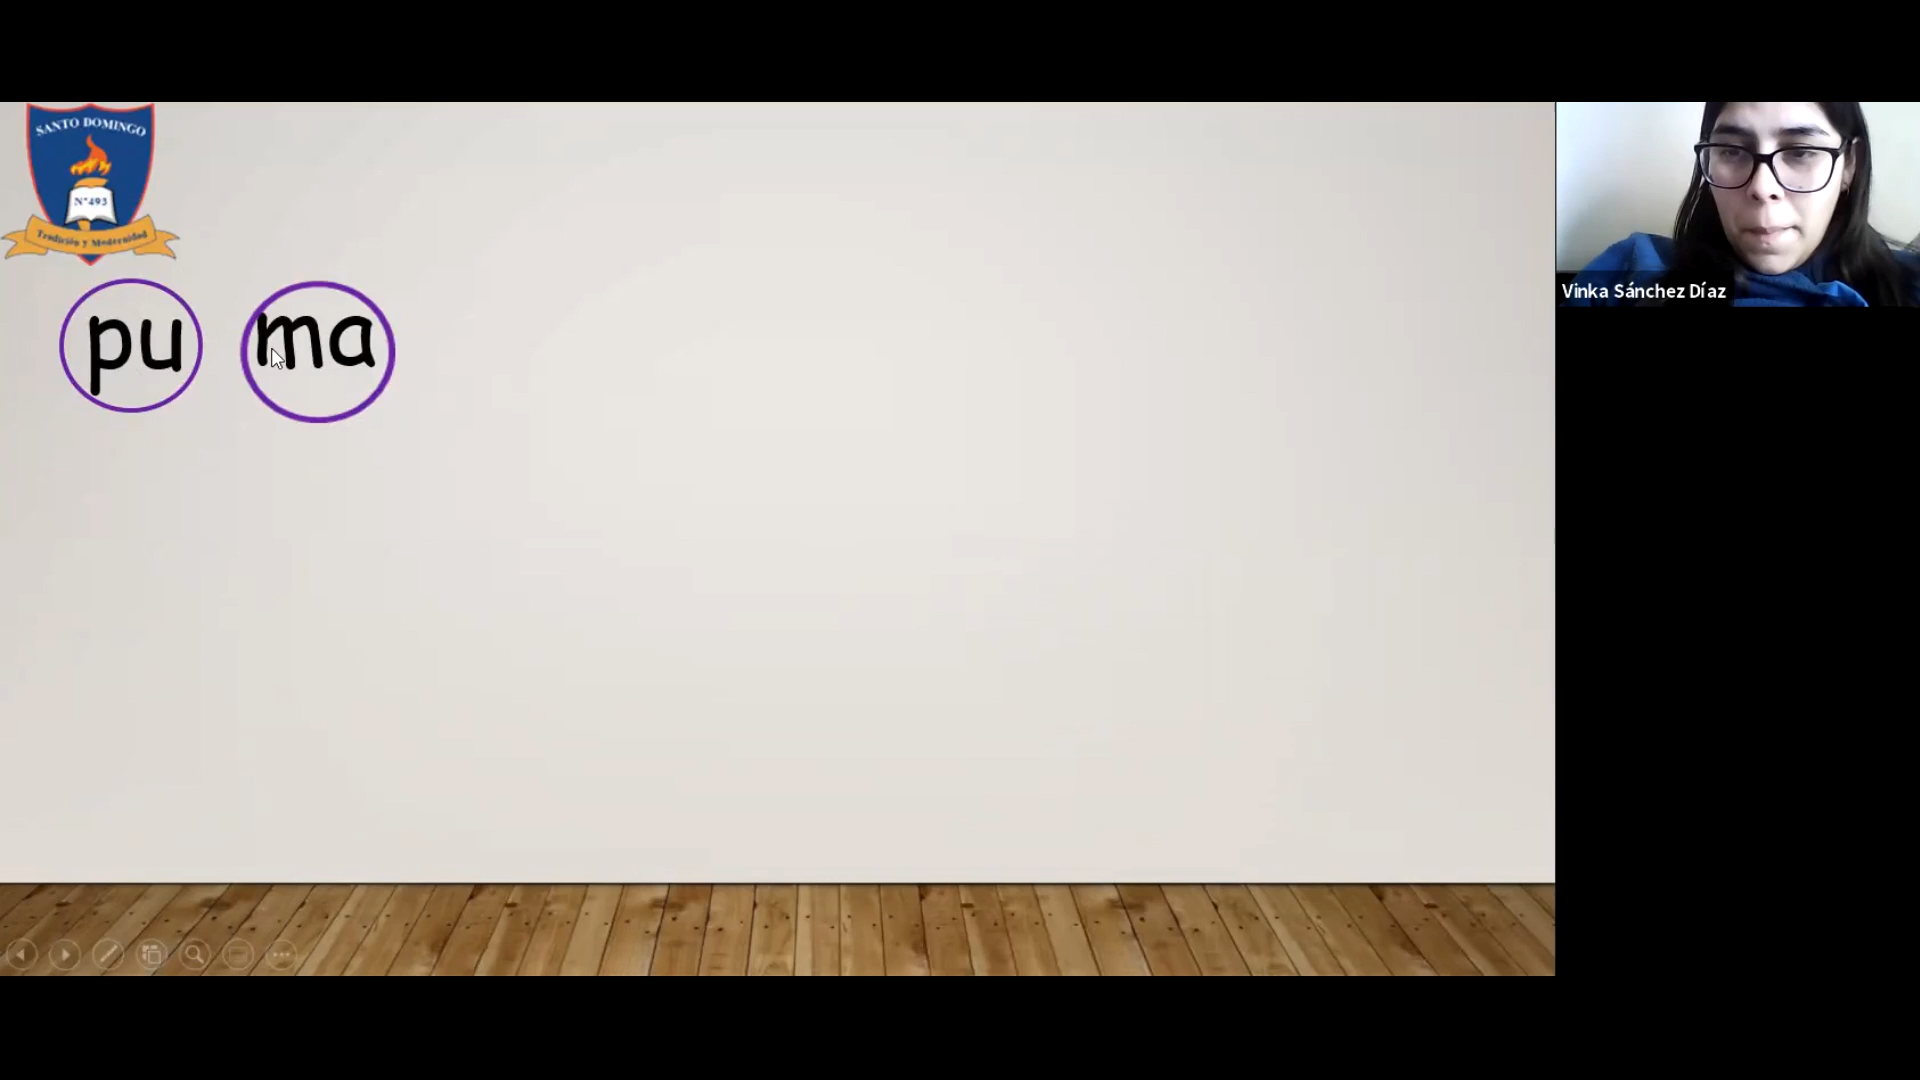 SANTO DOMINGO
N°493
Tradición y Modernidad
pu ma
Vinka Sánchez Díaz